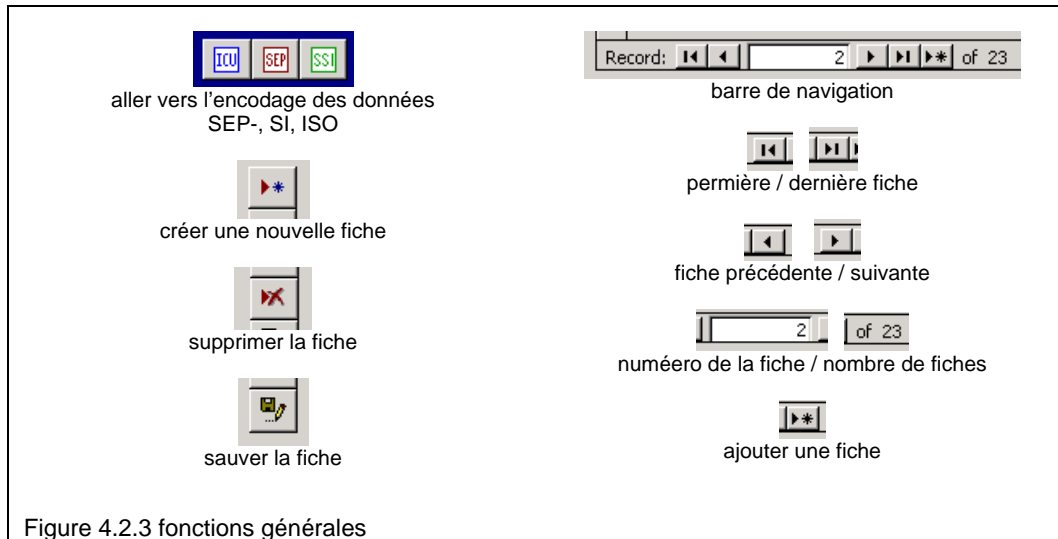 ICU SEP SSI
aller vers l'encodage des données
SEP-, SI, ISO
créer une nouvelle fiche
supprimer la fiche
sauver la fiche
Record: 2 of 23
barre de navigation
permière / dernière fiche
fiche précédente / suivante
2 of 23
numéero de la fiche / nombre de fiches
ajouter une fiche
Figure 4.2.3 fonctions générales